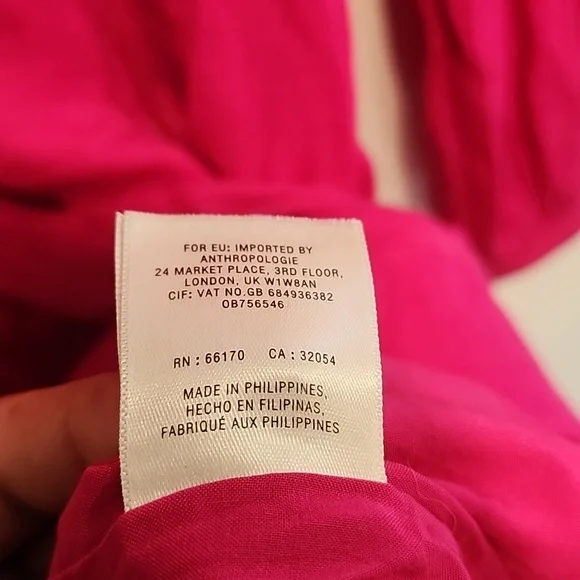 FOR EU: IMPORTED BY
ANTHROPOLOGIE
24 MARKET PLACE, 3RD FLOOR,
LONDON, UK W1W8AN
CIF: VAT NO.GB 684936382
OB756546
RN : 66170 CA : 32054
MADE IN PHILIPPINES,
HECHO EN FILIPINAS,
FABRIQUÉ AUX PHILIPPINES